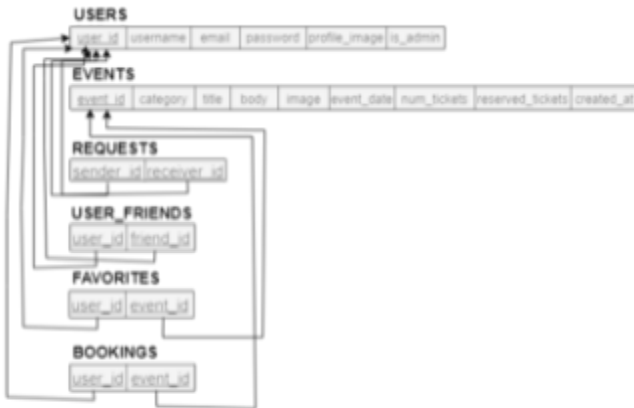 USERS
user_id username email password profile_image is_admin
EVENTS
event_id category title body image event_date num_tickets reserved_tickets created_at
REQUESTS
sender_id receiver_id
USER_FRIENDS
user_id friend_id
FAVORITES
user_id event_id
BOOKINGS
user_id event_id